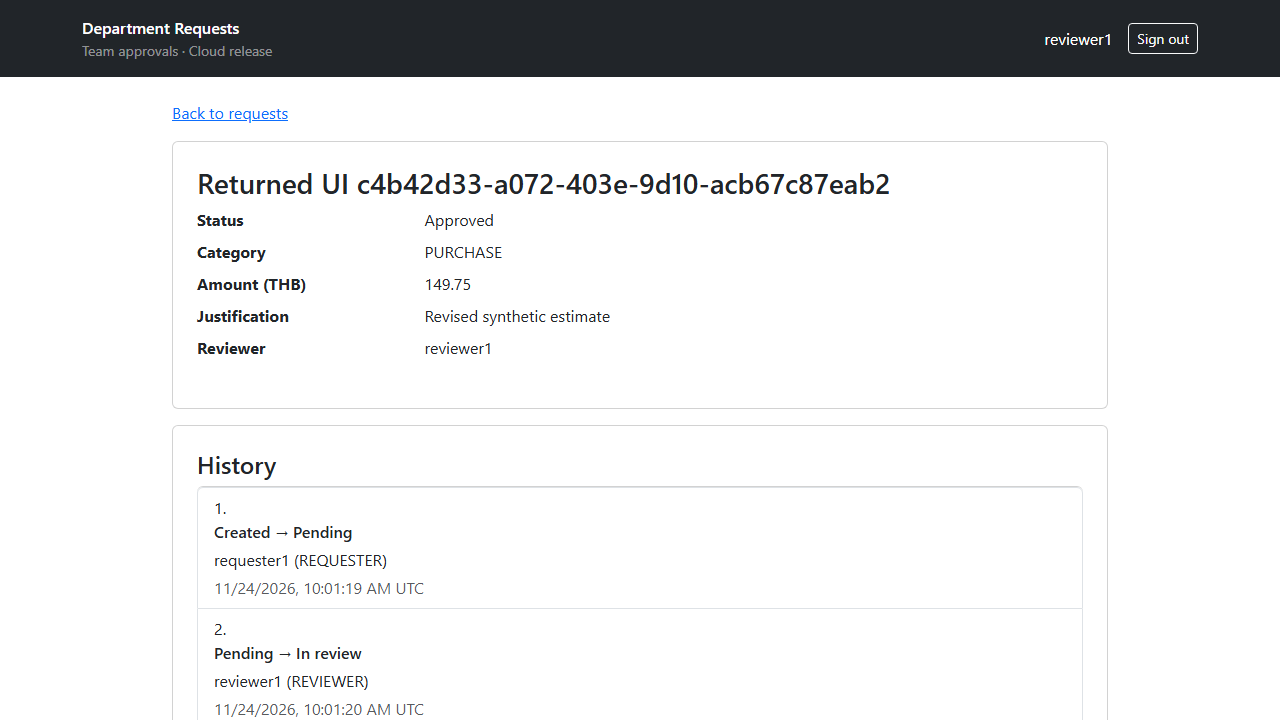 Department Requests
Team approvals · Cloud release
reviewer1
Sign out
Back to requests
Returned UI c4b42d33-a072-403e-9d10-acb67c87eab2
Status Approved
Category PURCHASE
Amount (THB) 149.75
Justification Revised synthetic estimate
Reviewer reviewer1
History
1.
Created → Pending
requester1 (REQUESTER)
11/24/2026, 10:01:19 AM UTC
2.
Pending → In review
reviewer1 (REVIEWER)
11/24/2026, 10:01:20 AM UTC